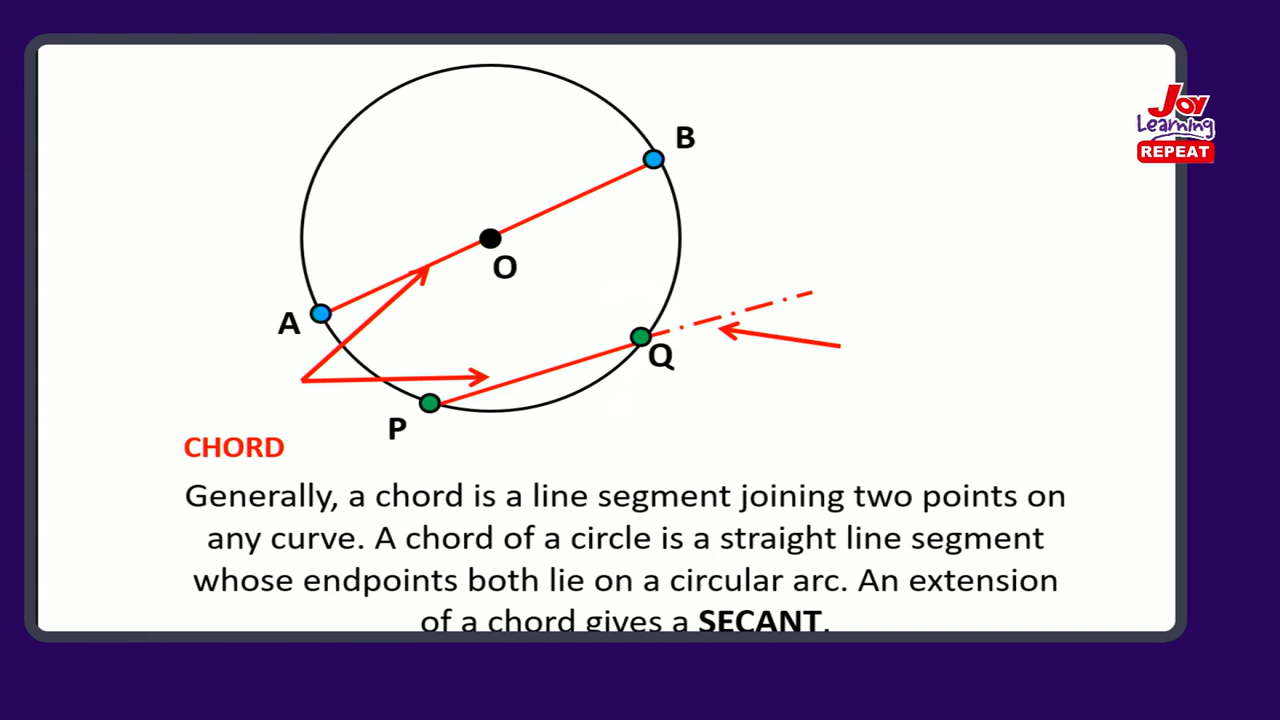 Joy
Learning
REPEAT
B
O
A
Q
P
CHORD
Generally, a chord is a line segment joining two points on
any curve. A chord of a circle is a straight line segment
whose endpoints both lie on a circular arc. An extension
of a chord gives a SECANT.